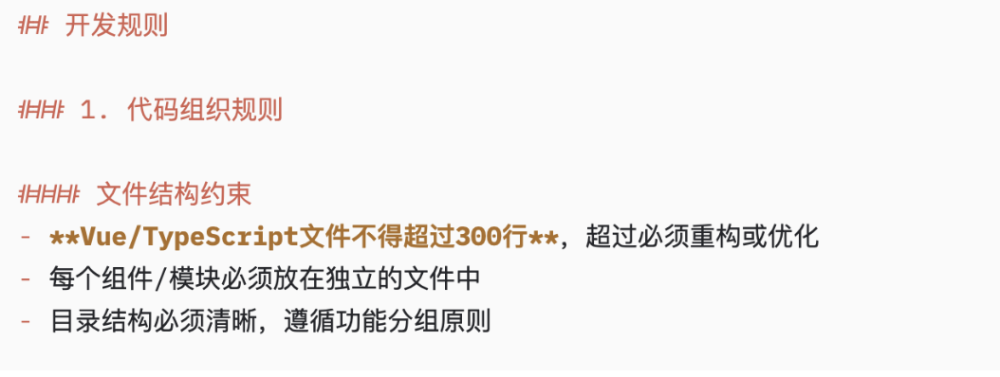 ## 开发规则
### 1. 代码组织规则
#### 文件结构约束
- **Vue/TypeScript文件不得超过300行**，超过必须重构或优化
- 每个组件/模块必须放在独立的文件中
- 目录结构必须清晰，遵循功能分组原则